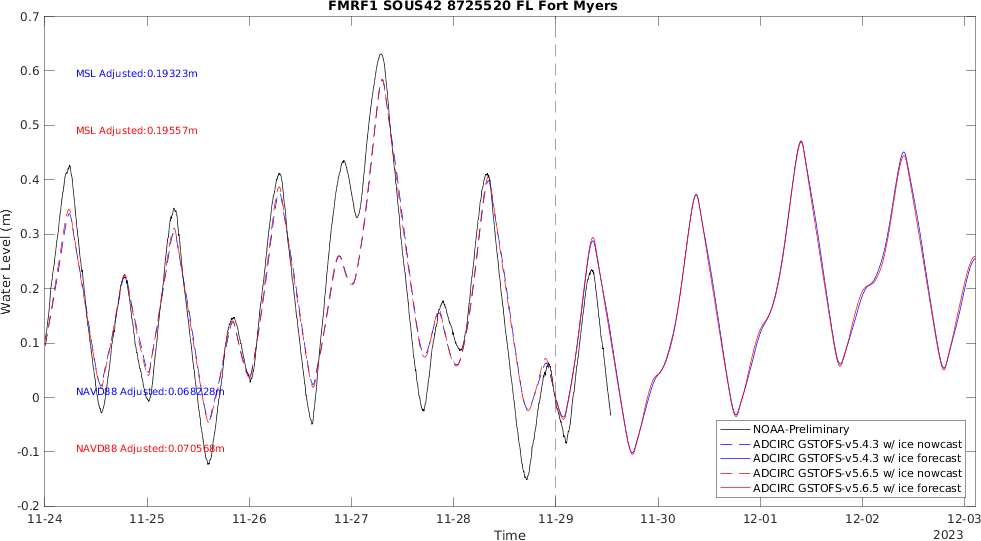 FMRF1 SOUS42 8725520 FL Fort Myers
0.7
0.6
0.5
0.4
0.3
0.2
0.1
0
-0.1
-0.2
Water Level (m)
MSL Adjusted:0.19323m
MSL Adjusted:0.19557m
NAVD88 Adjusted:0.068228m
NAVD88 Adjusted:0.070568m
NOAA-Preliminary
ADCIRC GSTOFS-v5.4.3 w/ ice nowcast
ADCIRC GSTOFS-v5.4.3 w/ ice forecast
ADCIRC GSTOFS-v5.6.5 w/ ice nowcast
ADCIRC GSTOFS-v5.6.5 w/ ice forecast
11-24 11-25 11-26 11-27 11-28 11-29 11-30 12-01 12-02 12-03
Time
2023